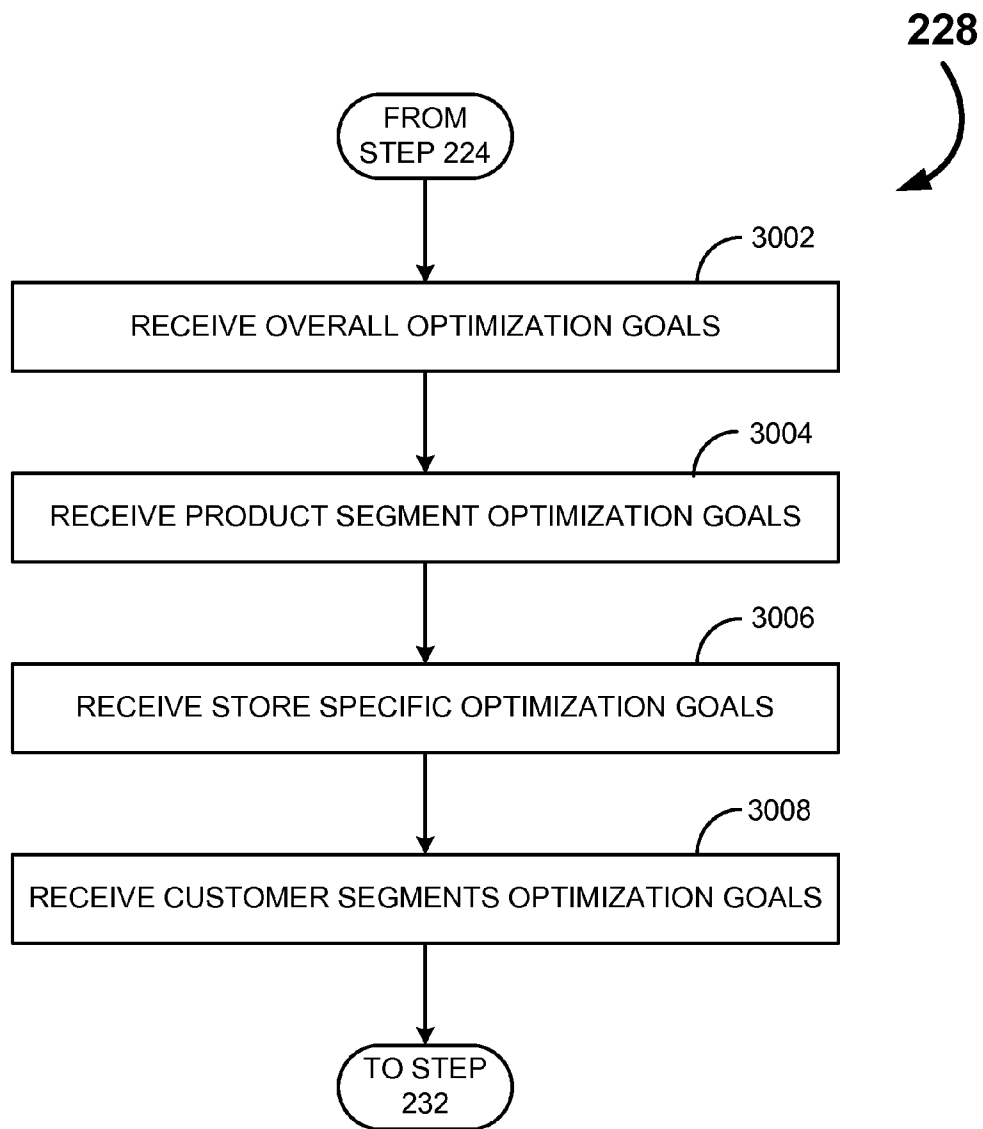 228
FROM
STEP 224
3002
RECEIVE OVERALL OPTIMIZATION GOALS
3004
RECEIVE PRODUCT SEGMENT OPTIMIZATION GOALS
3006
RECEIVE STORE SPECIFIC OPTIMIZATION GOALS
3008
RECEIVE CUSTOMER SEGMENTS OPTIMIZATION GOALS
TO STEP
232